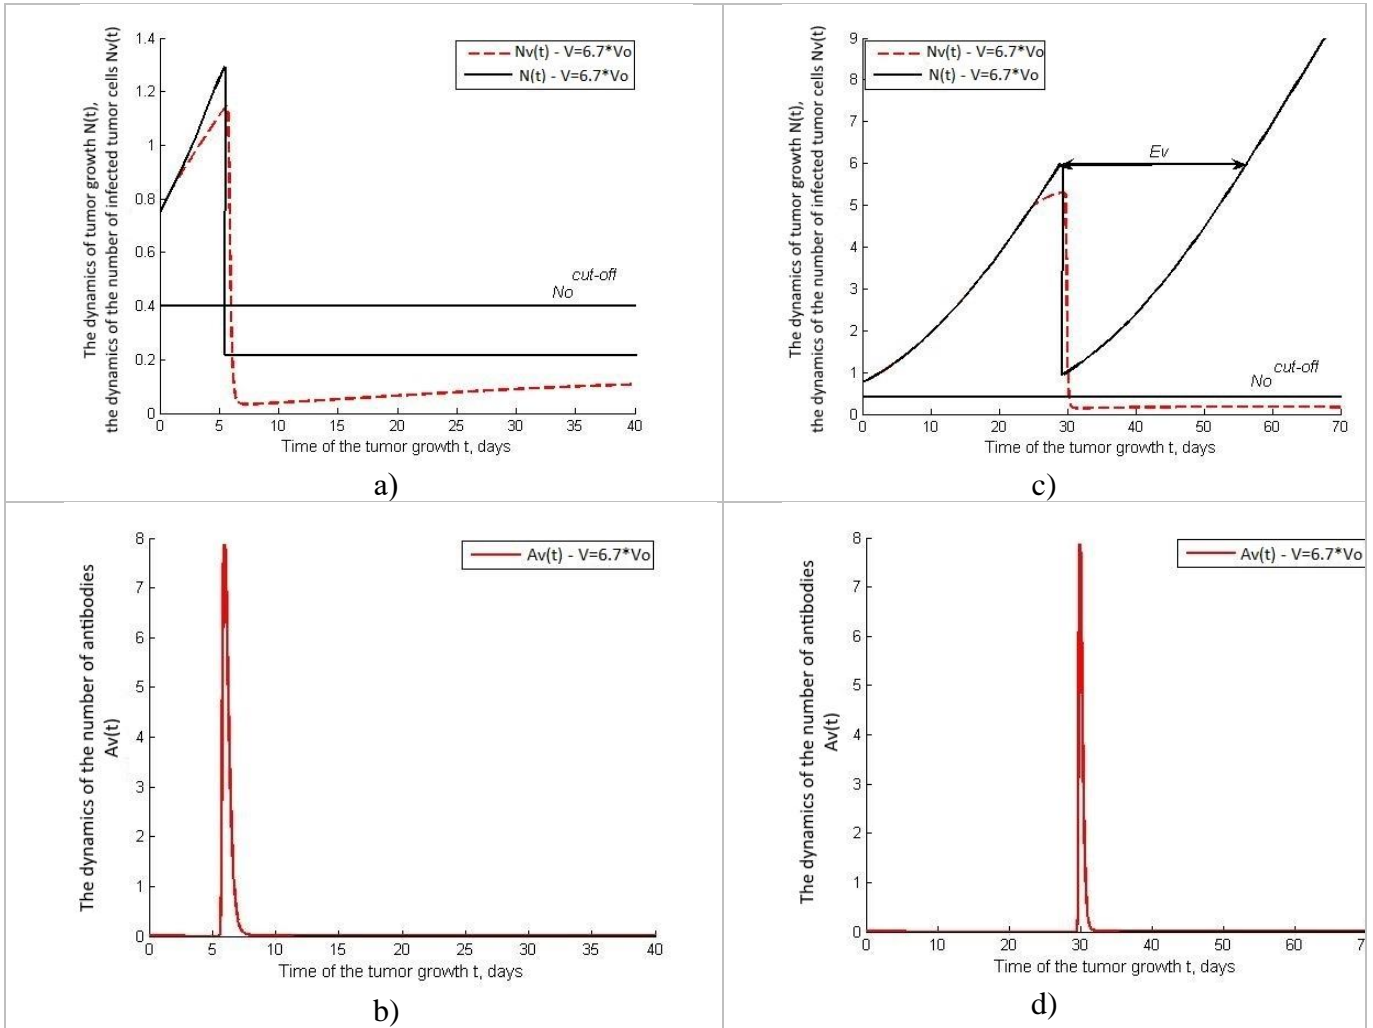 The dynamics of tumor growth N(t),
the dynamics of the number of infected tumor cells Nv(t)
1.4
1.2
1
0.8
0.6
0.4
0.2
0
Nv(t) - V=6.7*Vo
N(t) - V=6.7*Vo
No cut-off
0 5 10 15 20 25 30 35 40
Time of the tumor growth t, days
a)
The dynamics of tumor growth N(t),
the dynamics of the number of infected tumor cells Nv(t)
9
8
7
6
5
4
3
2
1
0
Nv(t) - V=6.7*Vo
N(t) - V=6.7*Vo
Ev
No cut-off
0 10 20 30 40 50 60 70
Time of the tumor growth t, days
c)
The dynamics of the number of antibodies
Av(t)
8
7
6
5
4
3
2
1
0
Av(t) - V=6.7*Vo
0 5 10 15 20 25 30 35 40
Time of the tumor growth t, days
b)
The dynamics of the number of antibodies
Av(t)
8
7
6
5
4
3
2
1
0
Av(t) - V=6.7*Vo
0 10 20 30 40 50 60 7
Time of the tumor growth t, days
d)